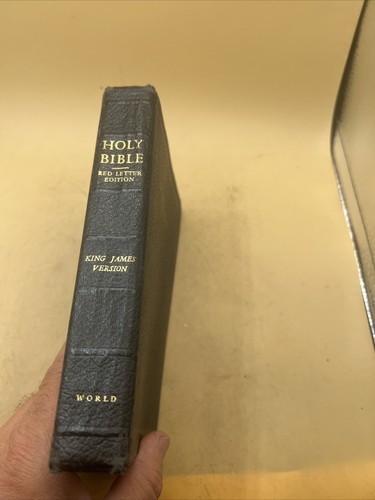 HOLY
BIBLE
RED LETTER
EDITION
KING JAMES
VERSION
WORLD